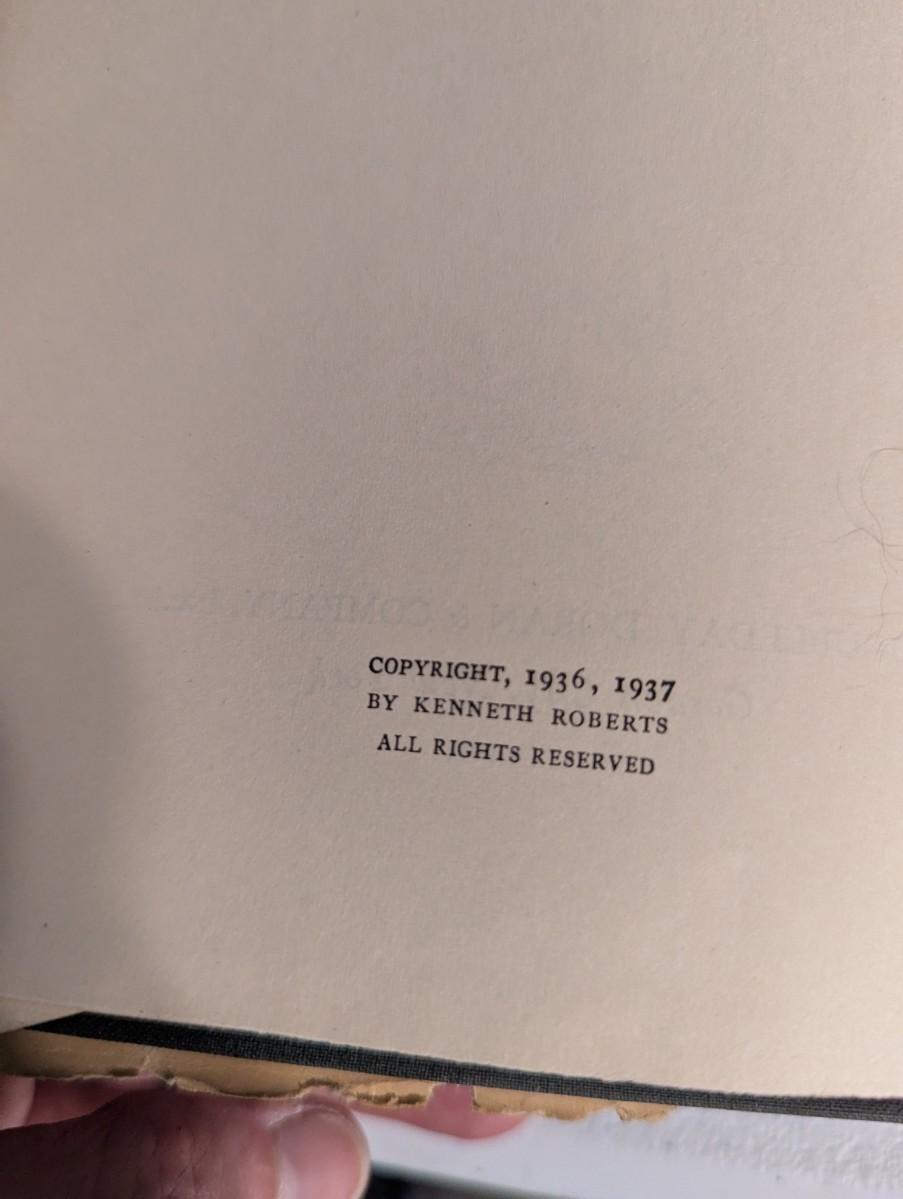 COPYRIGHT, 1936, 1937
BY KENNETH ROBERTS
ALL RIGHTS RESERVED